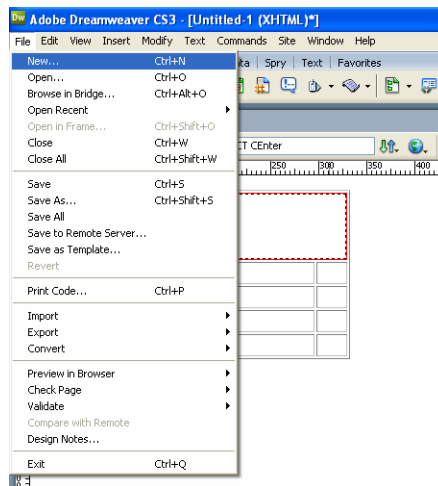 Dw Adobe Dreamweaver CS3 - [Untitled-1 (XHTML)*]
File Edit View Insert Modify Text Commands Site Window Help
New... Ctrl+N
Spry Text Favorites
Open... Ctrl+O
Browse in Bridge... Ctrl+Alt+O
Open Recent
Open in Frame... Ctrl+Shift+O
Close Ctrl+W
CT CEnter
Close All Ctrl+Shift+W
250 300 350 400
Save Ctrl+S
Save As... Ctrl+Shift+S
Save All
Save to Remote Server...
Save as Template...
Revert
Print Code... Ctrl+P
Import
Export
Convert
Preview in Browser
Check Page
Validate
Compare with Remote
Design Notes...
Exit Ctrl+Q